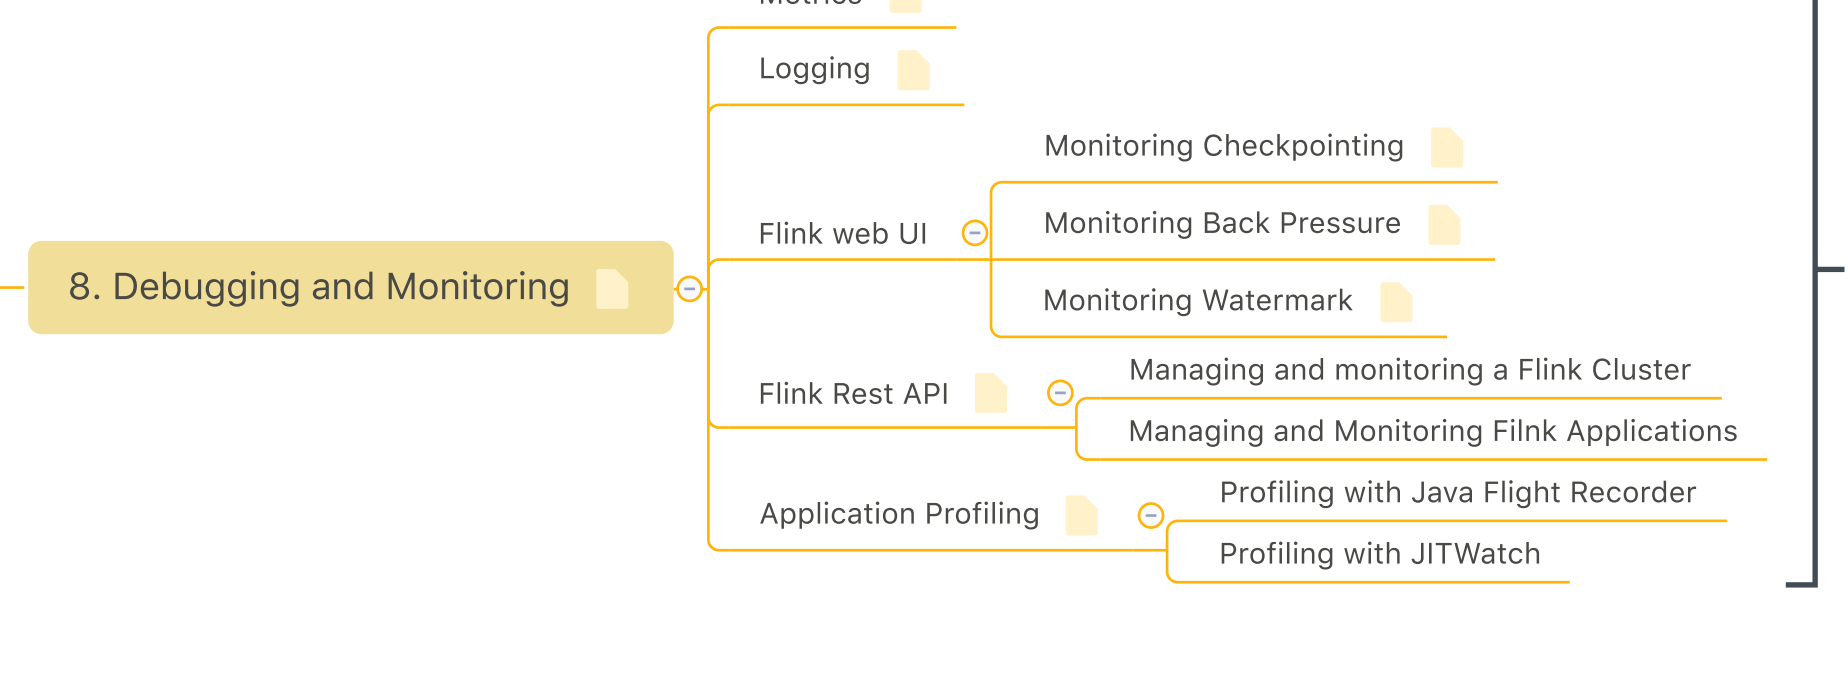 Metrics
Logging
Monitoring Checkpointing
Monitoring Back Pressure
Flink web UI
Monitoring Watermark
8. Debugging and Monitoring
Managing and monitoring a Flink Cluster
Flink Rest API
Managing and Monitoring Filnk Applications
Profiling with Java Flight Recorder
Application Profiling
Profiling with JITWatch